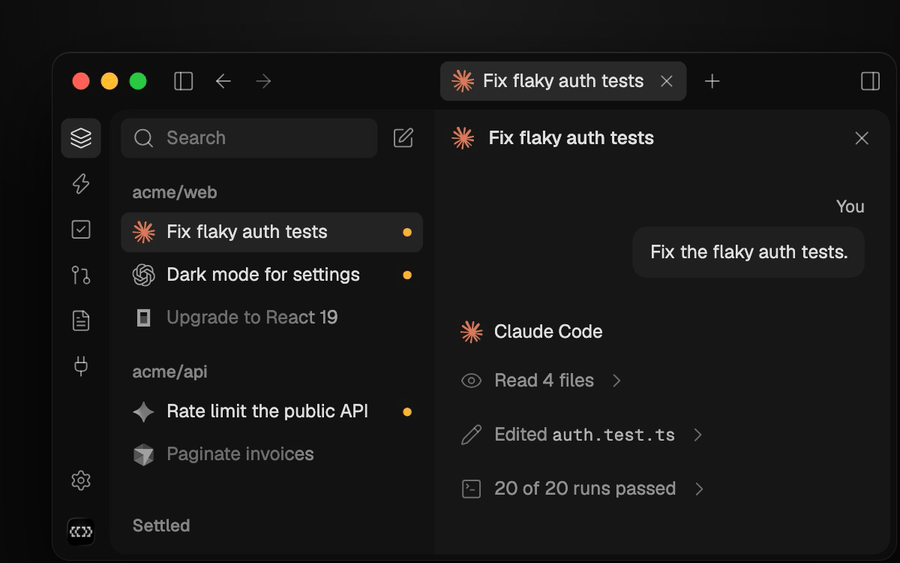 Fix flaky auth tests
Search
Fix flaky auth tests
acme/web
Fix flaky auth tests
Dark mode for settings
Upgrade to React 19
acme/api
Rate limit the public API
Paginate invoices
Settled
You
Fix the flaky auth tests.
Claude Code
Read 4 files
Edited auth.test.ts
20 of 20 runs passed